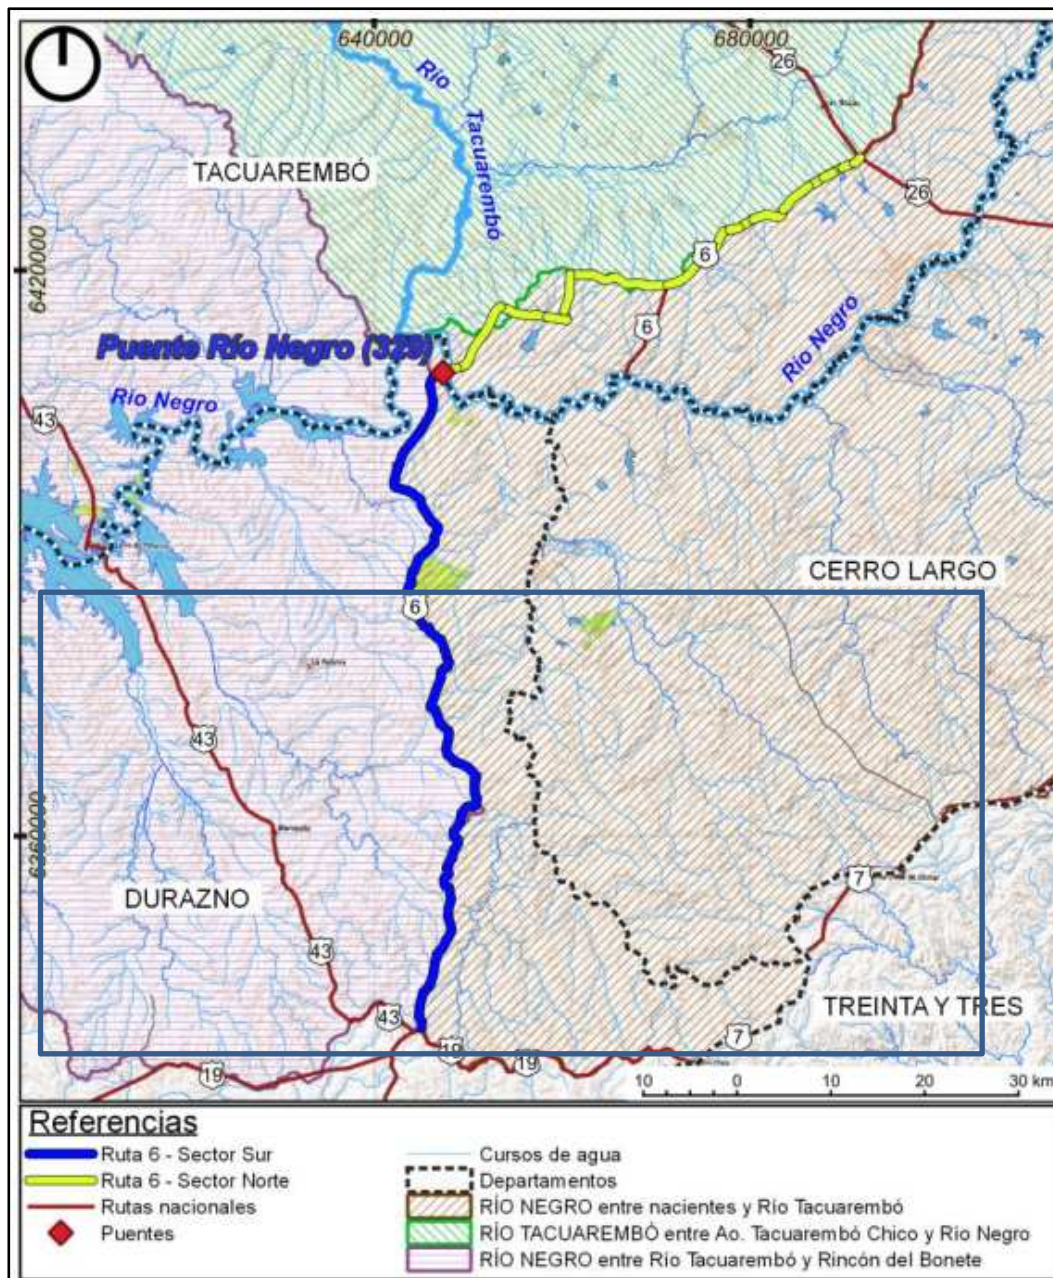 640000
680000
26
Río
Tacuarembó
TACUAREMBÓ
26
6
6420000
6
Río Negro
Puente Río Negro (329)
Río Negro
43
CERRO LARGO
6
43
6360000
7
DURAZNO
43
TREINTA Y TRES
43
7
19
19
19
10 0 10 20 30 km
Referencias
Ruta 6 - Sector Sur
Ruta 6 - Sector Norte
Rutas nacionales
Puentes
Cursos de agua
Departamentos
RÍO NEGRO entre nacientes y Río Tacuarembó
RÍO TACUAREMBÓ entre Ao. Tacuarembó Chico y Río Negro
RÍO NEGRO entre Río Tacuarembó y Rincón del Bonete